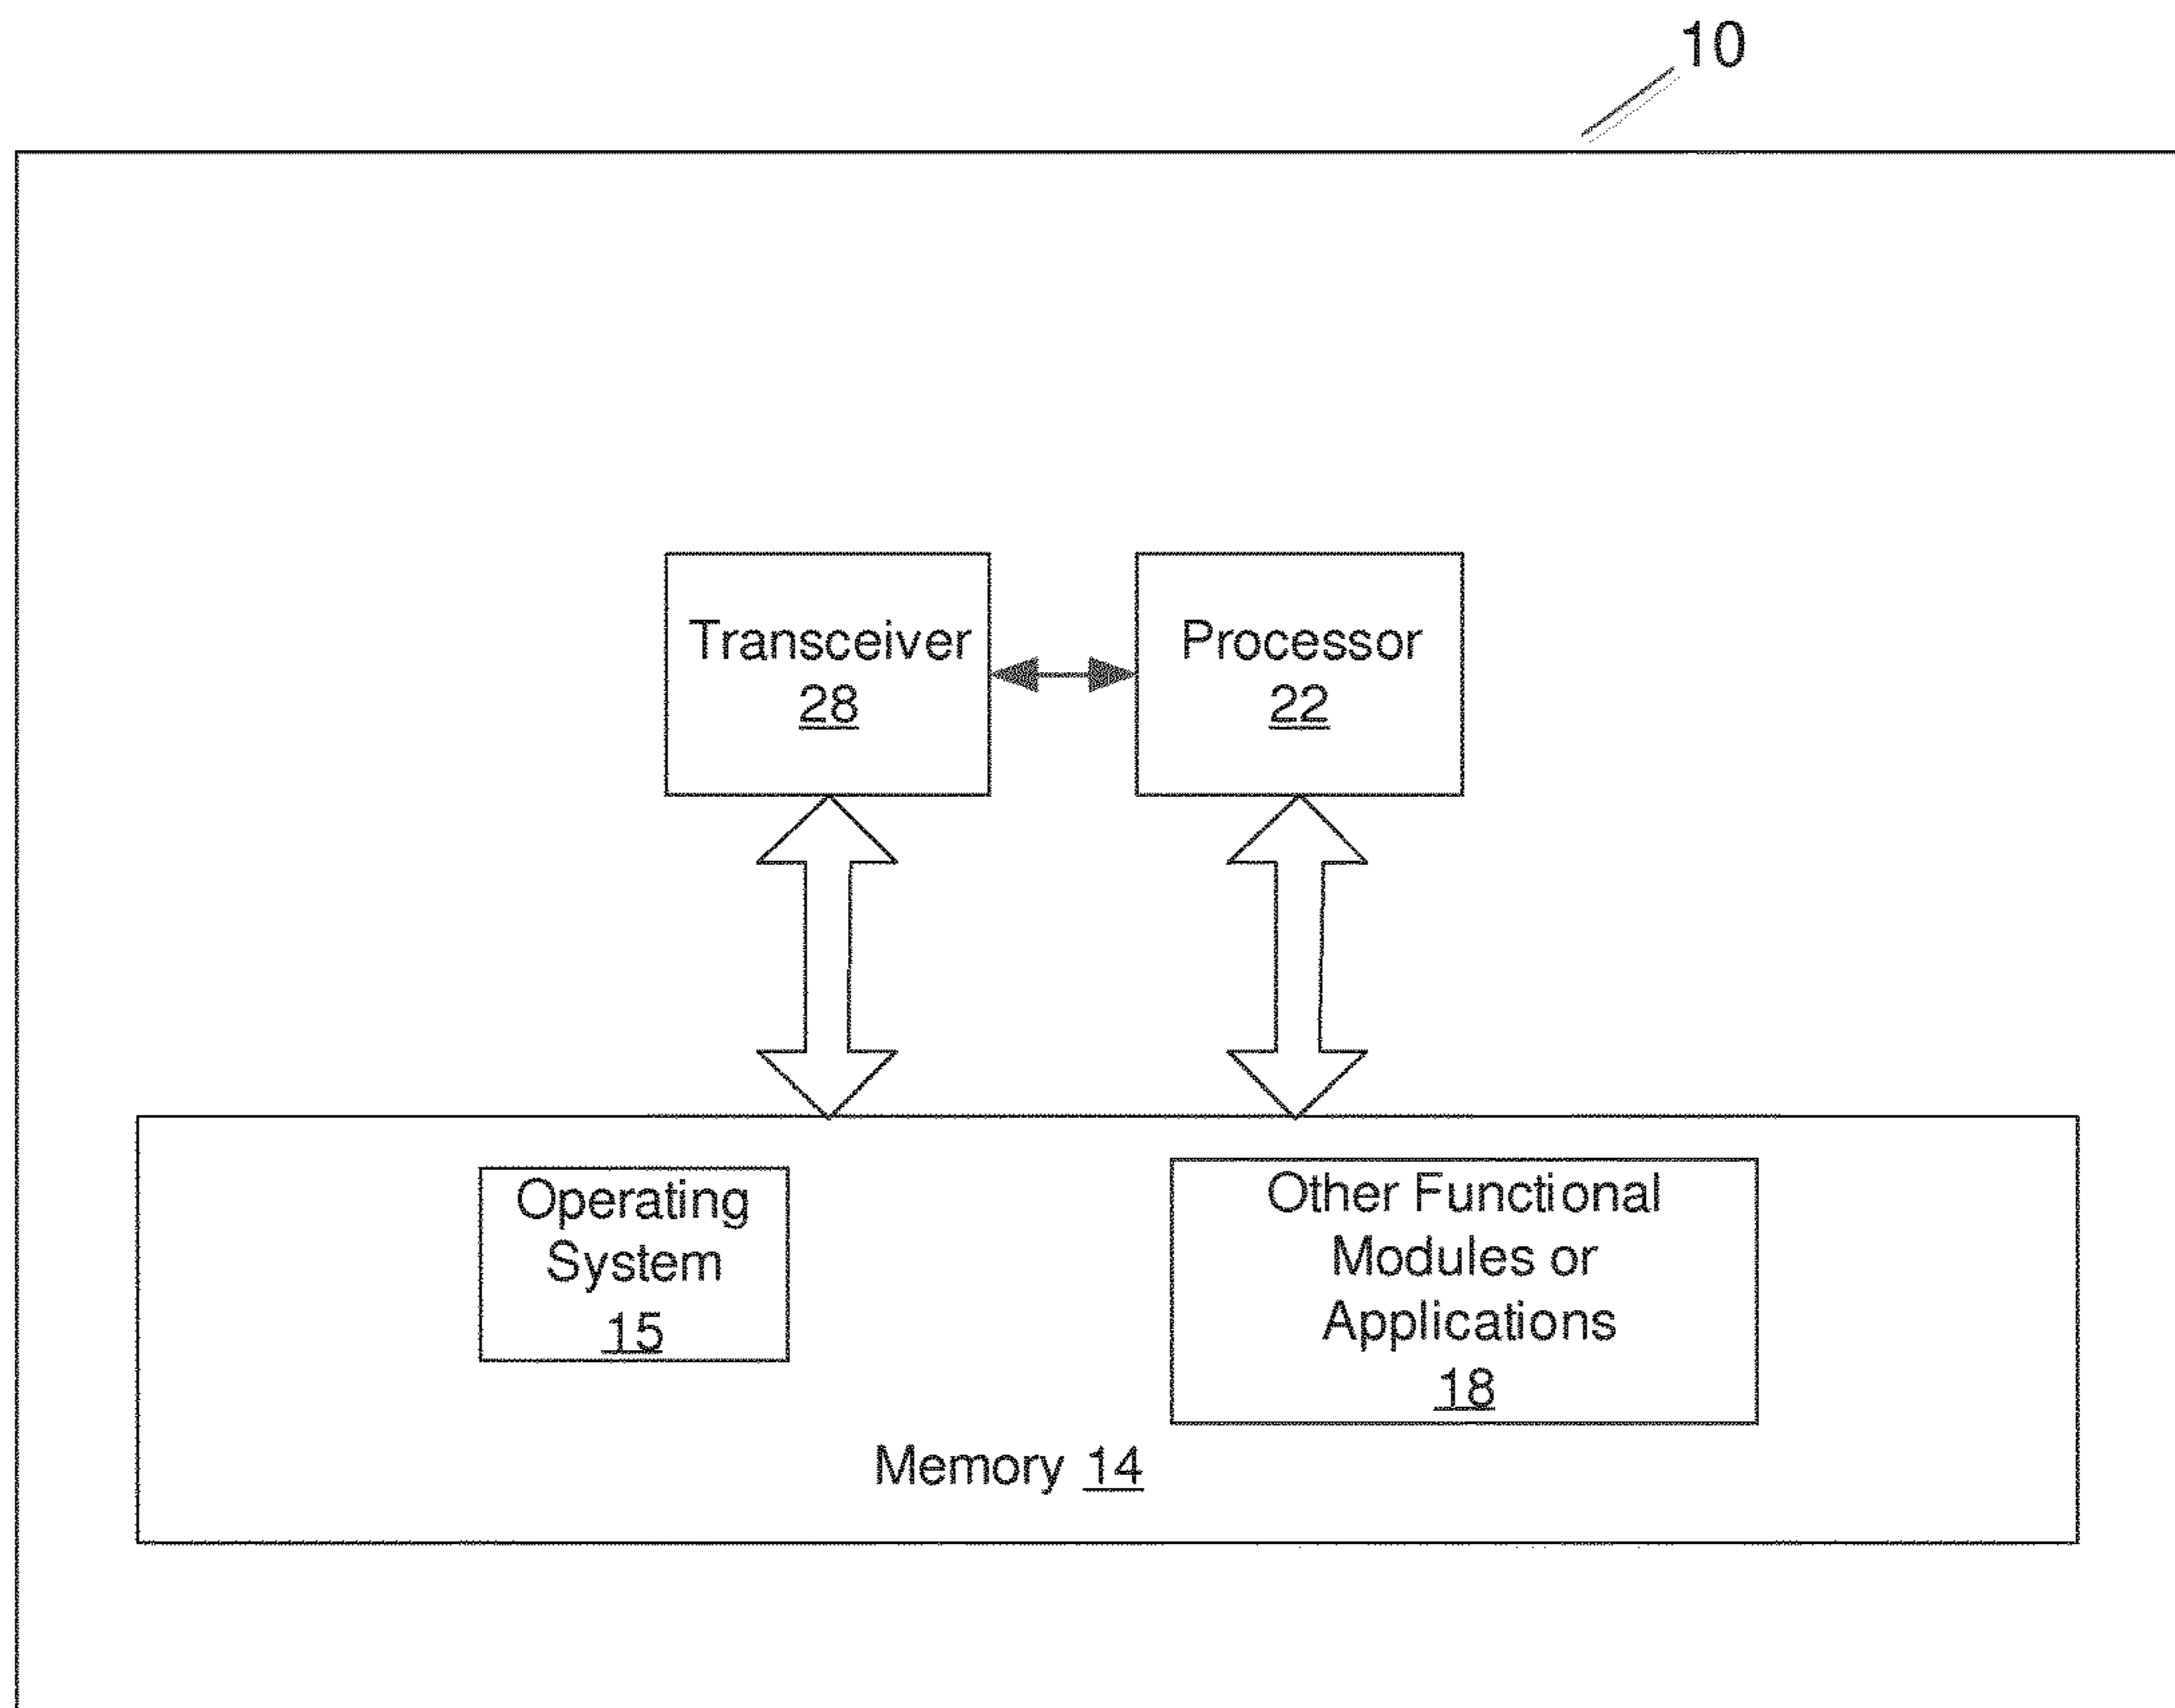 10
Transceiver
28
Processor
22
Operating
System
15
Other Functional
Modules or
Applications
18
Memory 14